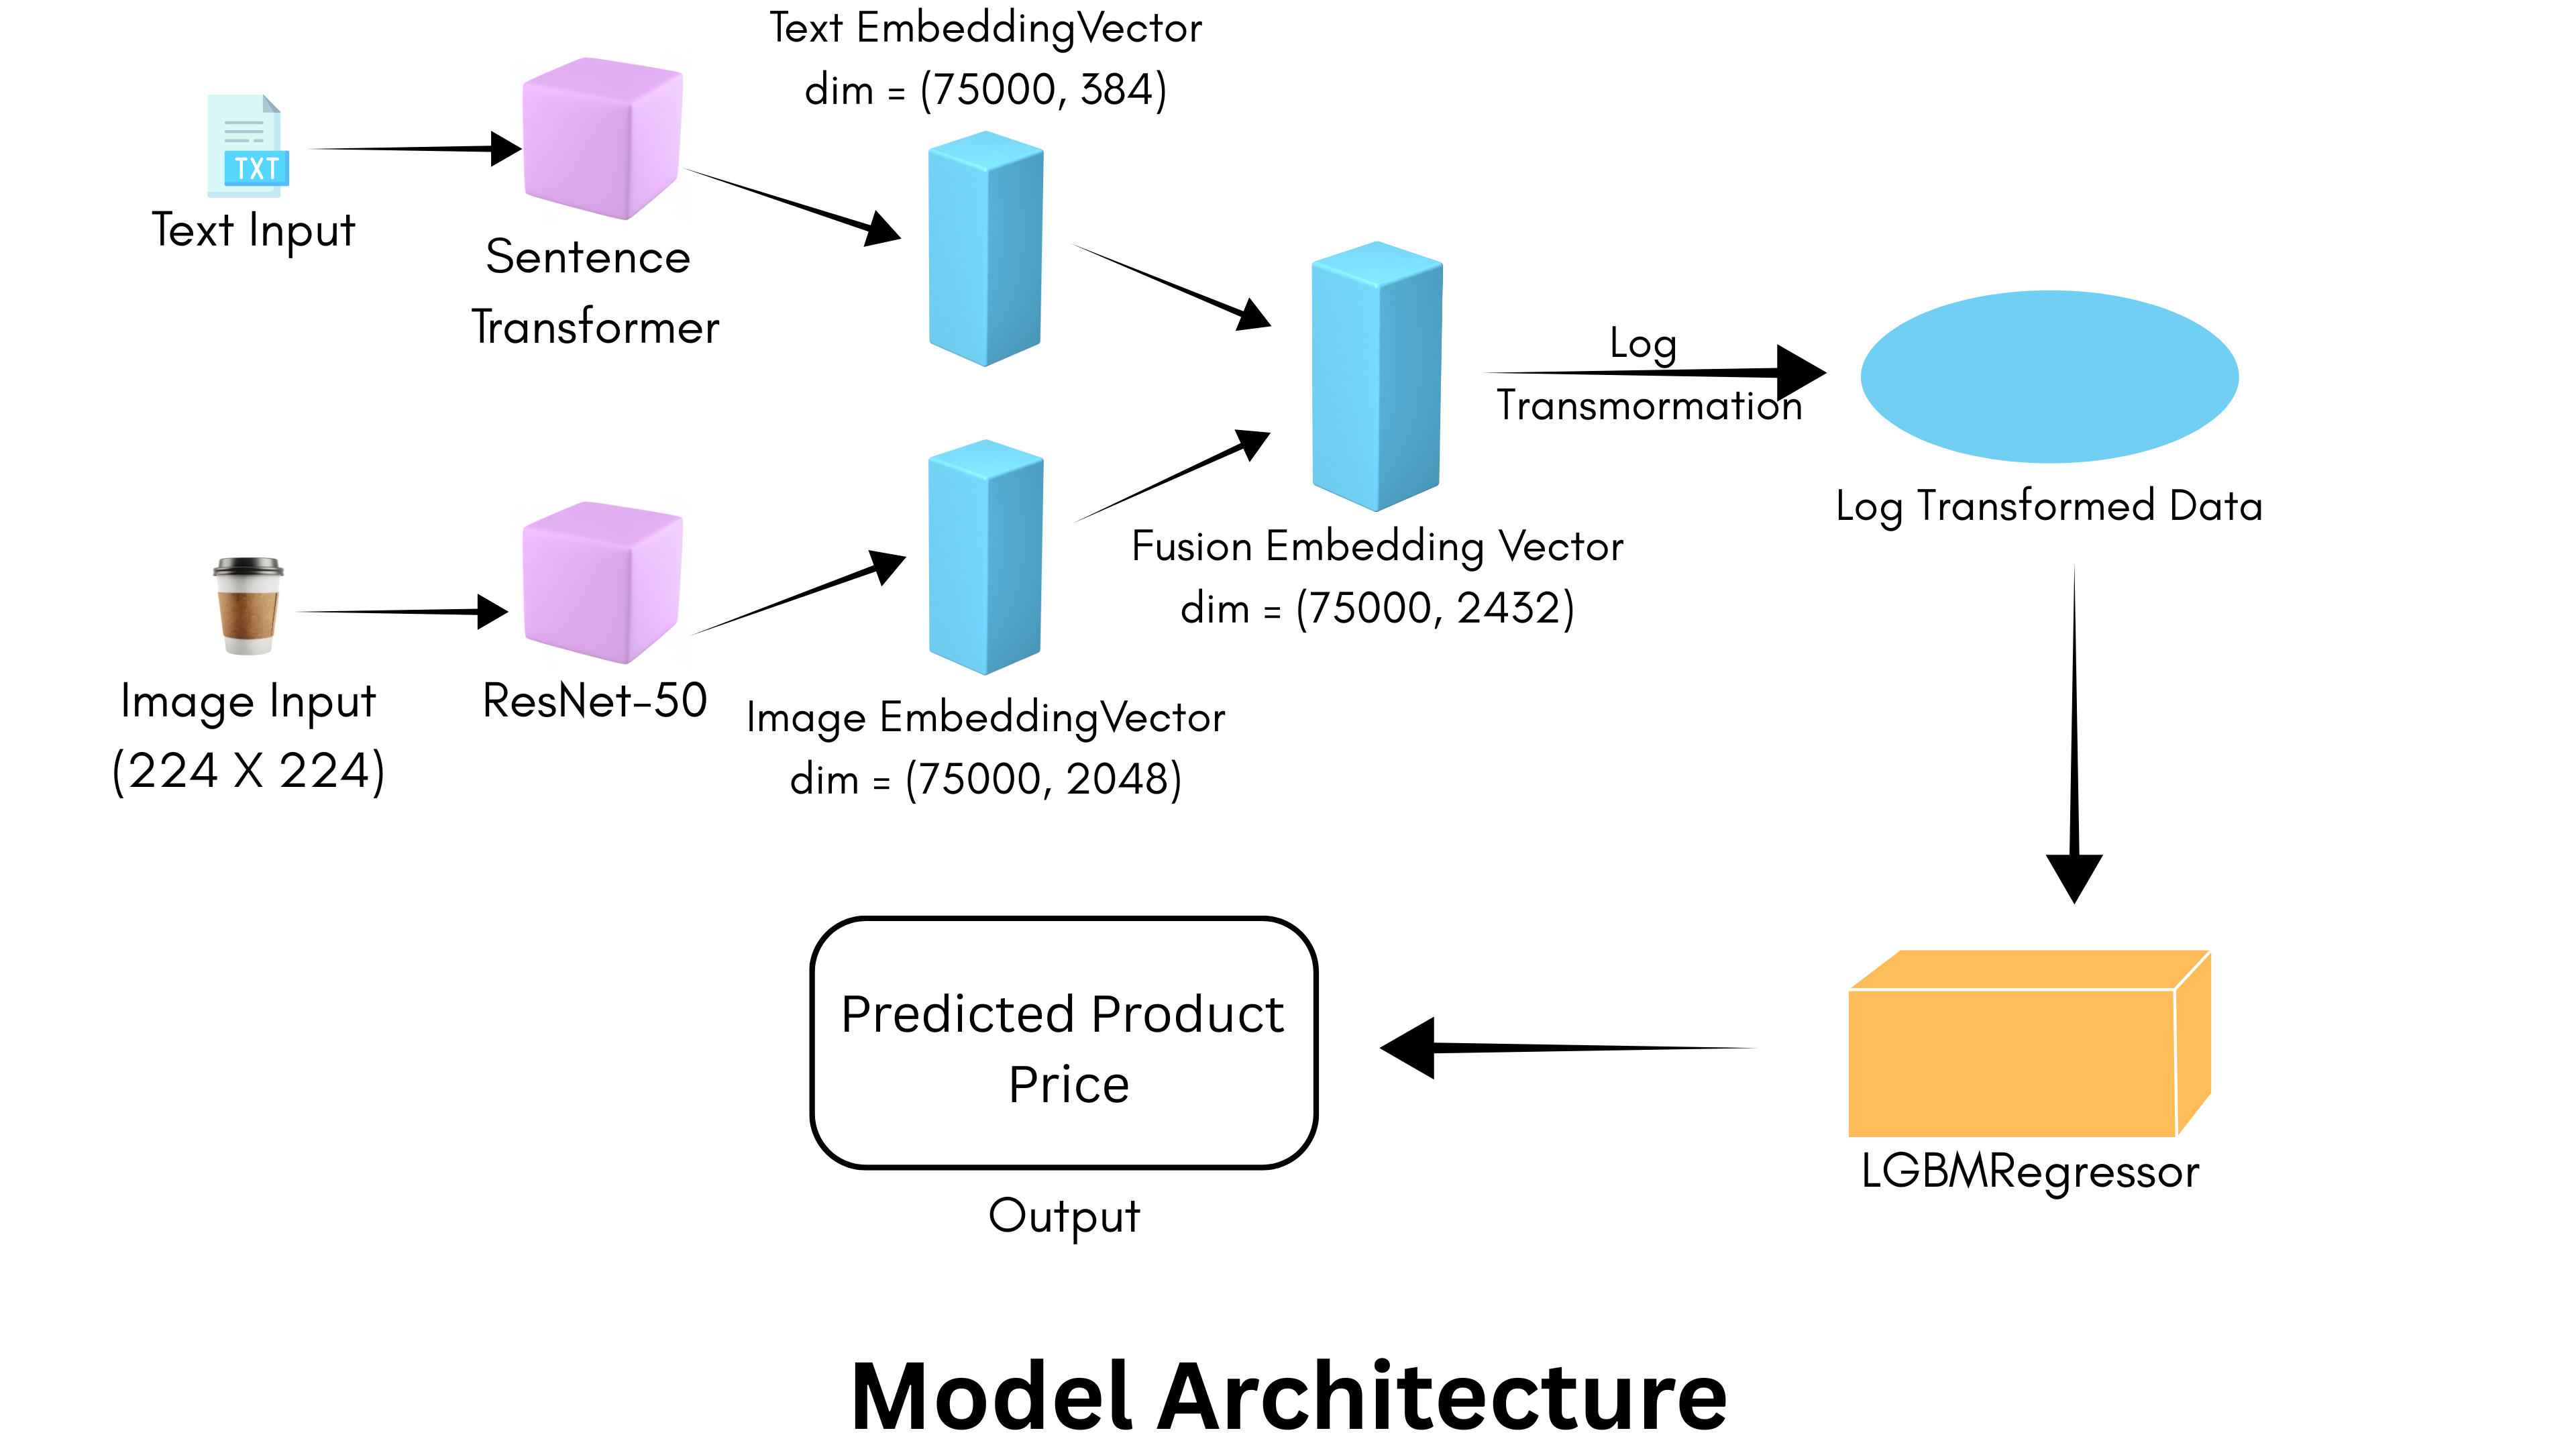 Text EmbeddingVector
dim = (75000, 384)
TXT
Text Input
Sentence
Transformer
Log
Transmormation
Log Transformed Data
Fusion Embedding Vector
dim = (75000, 2432)
Image Input
(224 X 224)
ResNet-50
Image EmbeddingVector
dim = (75000, 2048)
Predicted Product
Price
Output
LGBMRegressor
Model Architecture